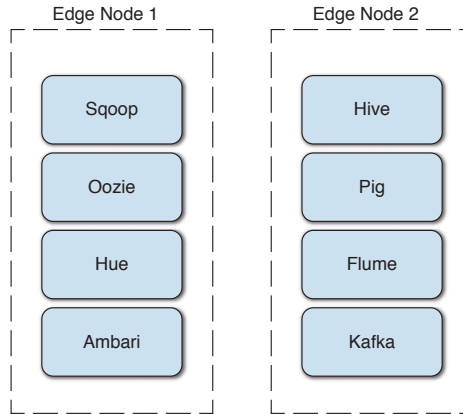 Edge Node 1
Sqoop
Oozie
Hue
Ambari
Edge Node 2
Hive
Pig
Flume
Kafka